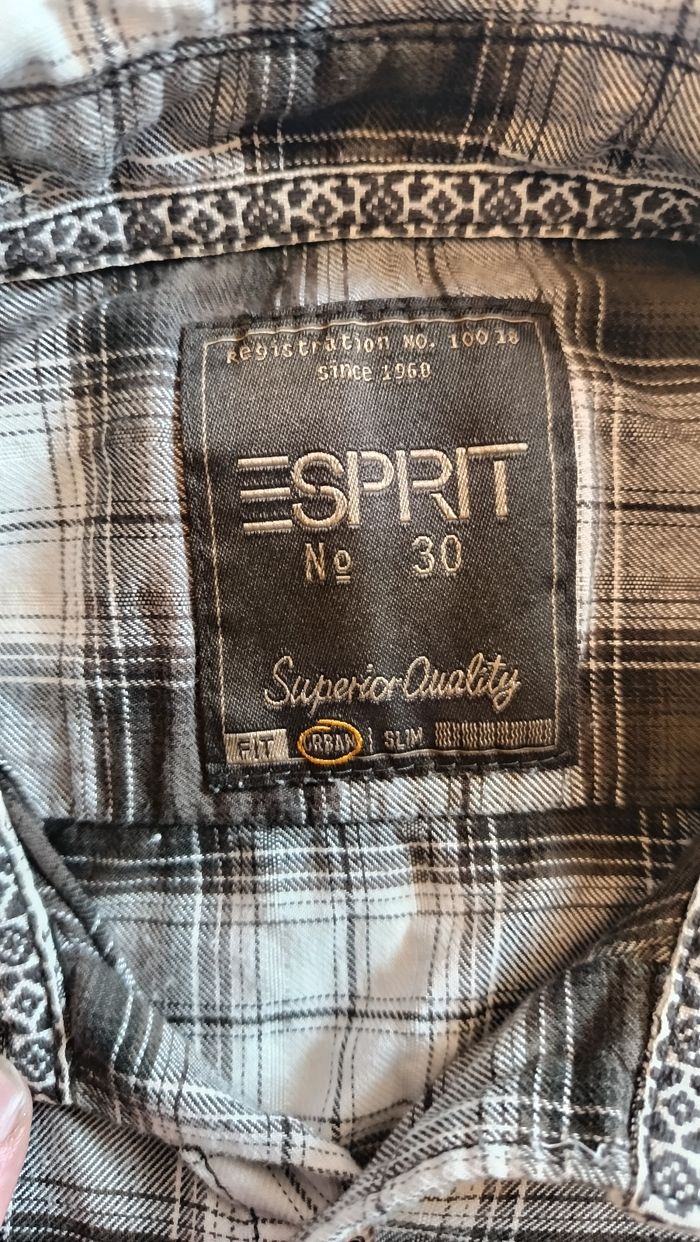 Registration NO. 100 18
Since 1968
ESPRIT
Nº 30
Superior Quality
FIT URBAN SLIM